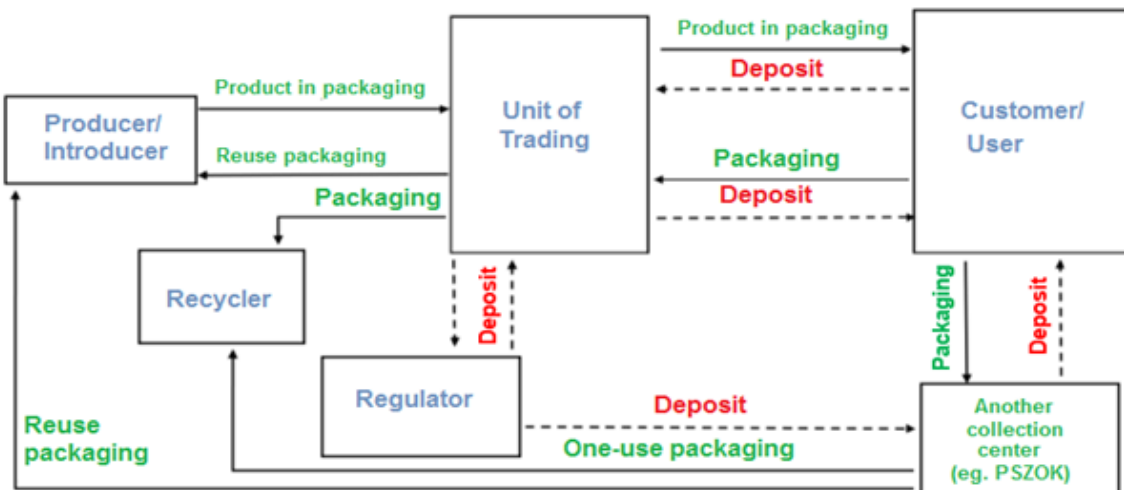 Product in packaging
Deposit
Product in packaging
Producer/
Introducer
Unit of
Trading
Customer/
User
Reuse packaging
Packaging
Deposit
Packaging
Recycler
Deposit
Packaging
Deposit
Regulator
Deposit
Another
collection
center
(eg. PSZOK)
Reuse
packaging
One-use packaging